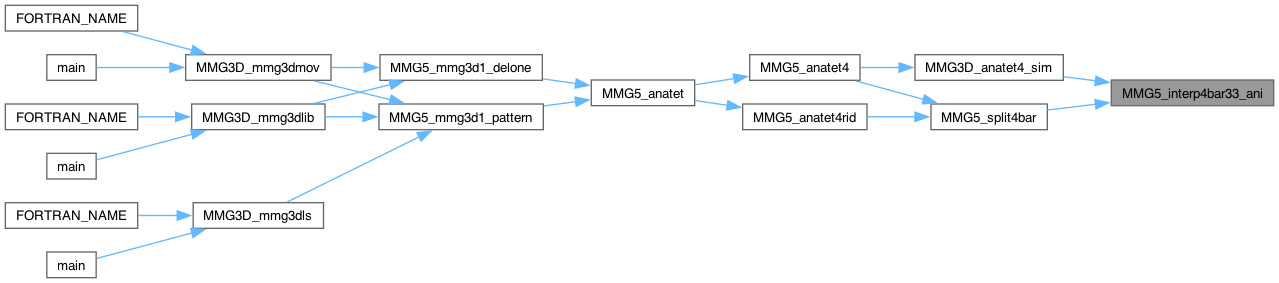 FORTRAN_NAME
main
MMG3D_mmg3dmov
MMG5_mmg3d1_delone
MMG5_anatet4
MMG3D_anatet4_sim
MMG5_anatet
MMG5_interp4bar33_ani
FORTRAN_NAME
MMG3D_mmg3dlib
MMG5_mmg3d1_pattern
MMG5_anatet4rid
MMG5_split4bar
main
FORTRAN_NAME
MMG3D_mmg3dls
main